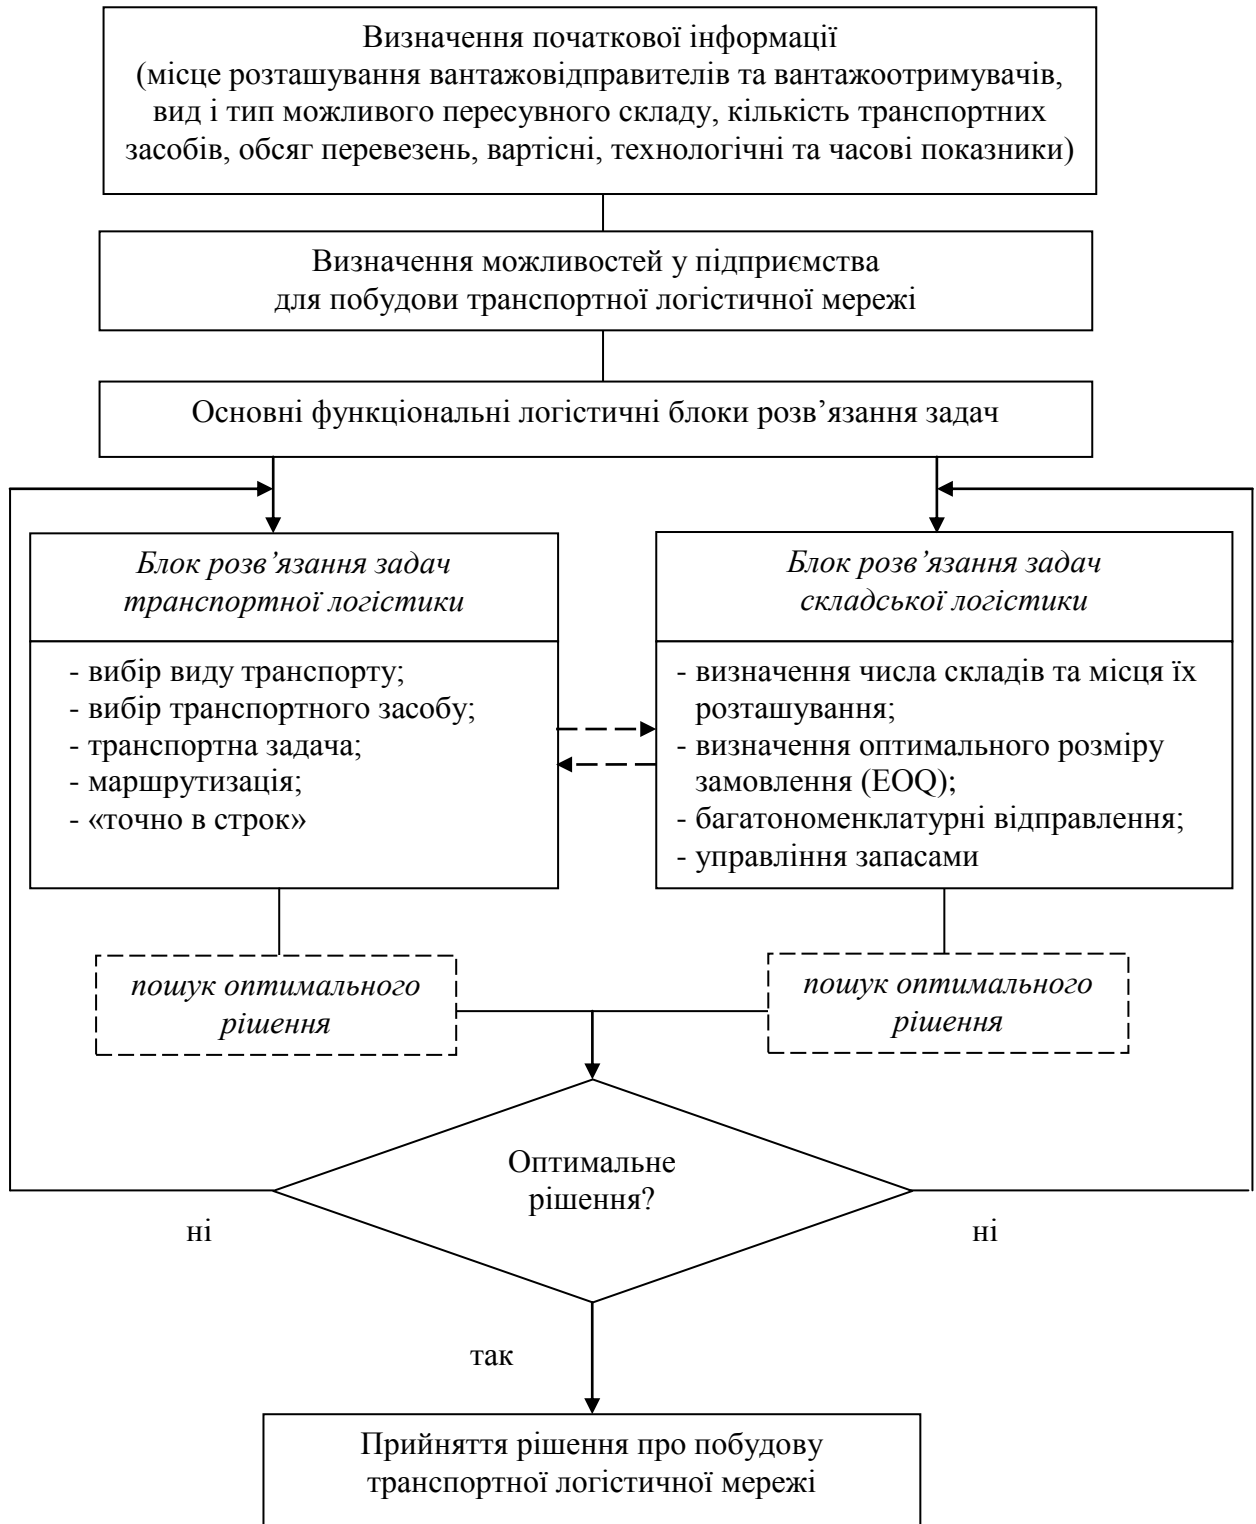 Визначення початкової інформації
(місце розташування вантажовідправителів та вантажоотримувачів,
вид і тип можливого пересувного складу, кількість транспортних
засобів, обсяг перевезень, вартісні, технологічні та часові показники)
Визначення можливостей у підприємства
для побудови транспортної логістичної мережі
Основні функціональні логістичні блоки розв’язання задач
Блок розв’язання задач
транспортної логістики
- вибір виду транспорту;
- вибір транспортного засобу;
- транспортна задача;
- маршрутизація;
- «точно в строк»
Блок розв’язання задач
складської логістики
- визначення числа складів та місця їх
розташування;
- визначення оптимального розміру
замовлення (EOQ);
- багатономенклатурні відправлення;
- управління запасами
пошук оптимального
рішення
пошук оптимального
рішення
Оптимальне
рішення?
ні
ні
так
Прийняття рішення про побудову
транспортної логістичної мережі